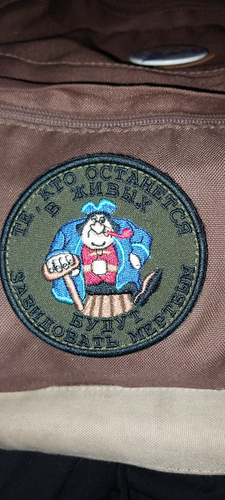 ТЕ, КТО ОСТАНЕТСЯ
В ЖИВЫХ
БУДУТ
ЗАВИДОВАТЬ МЕРТВЫМ